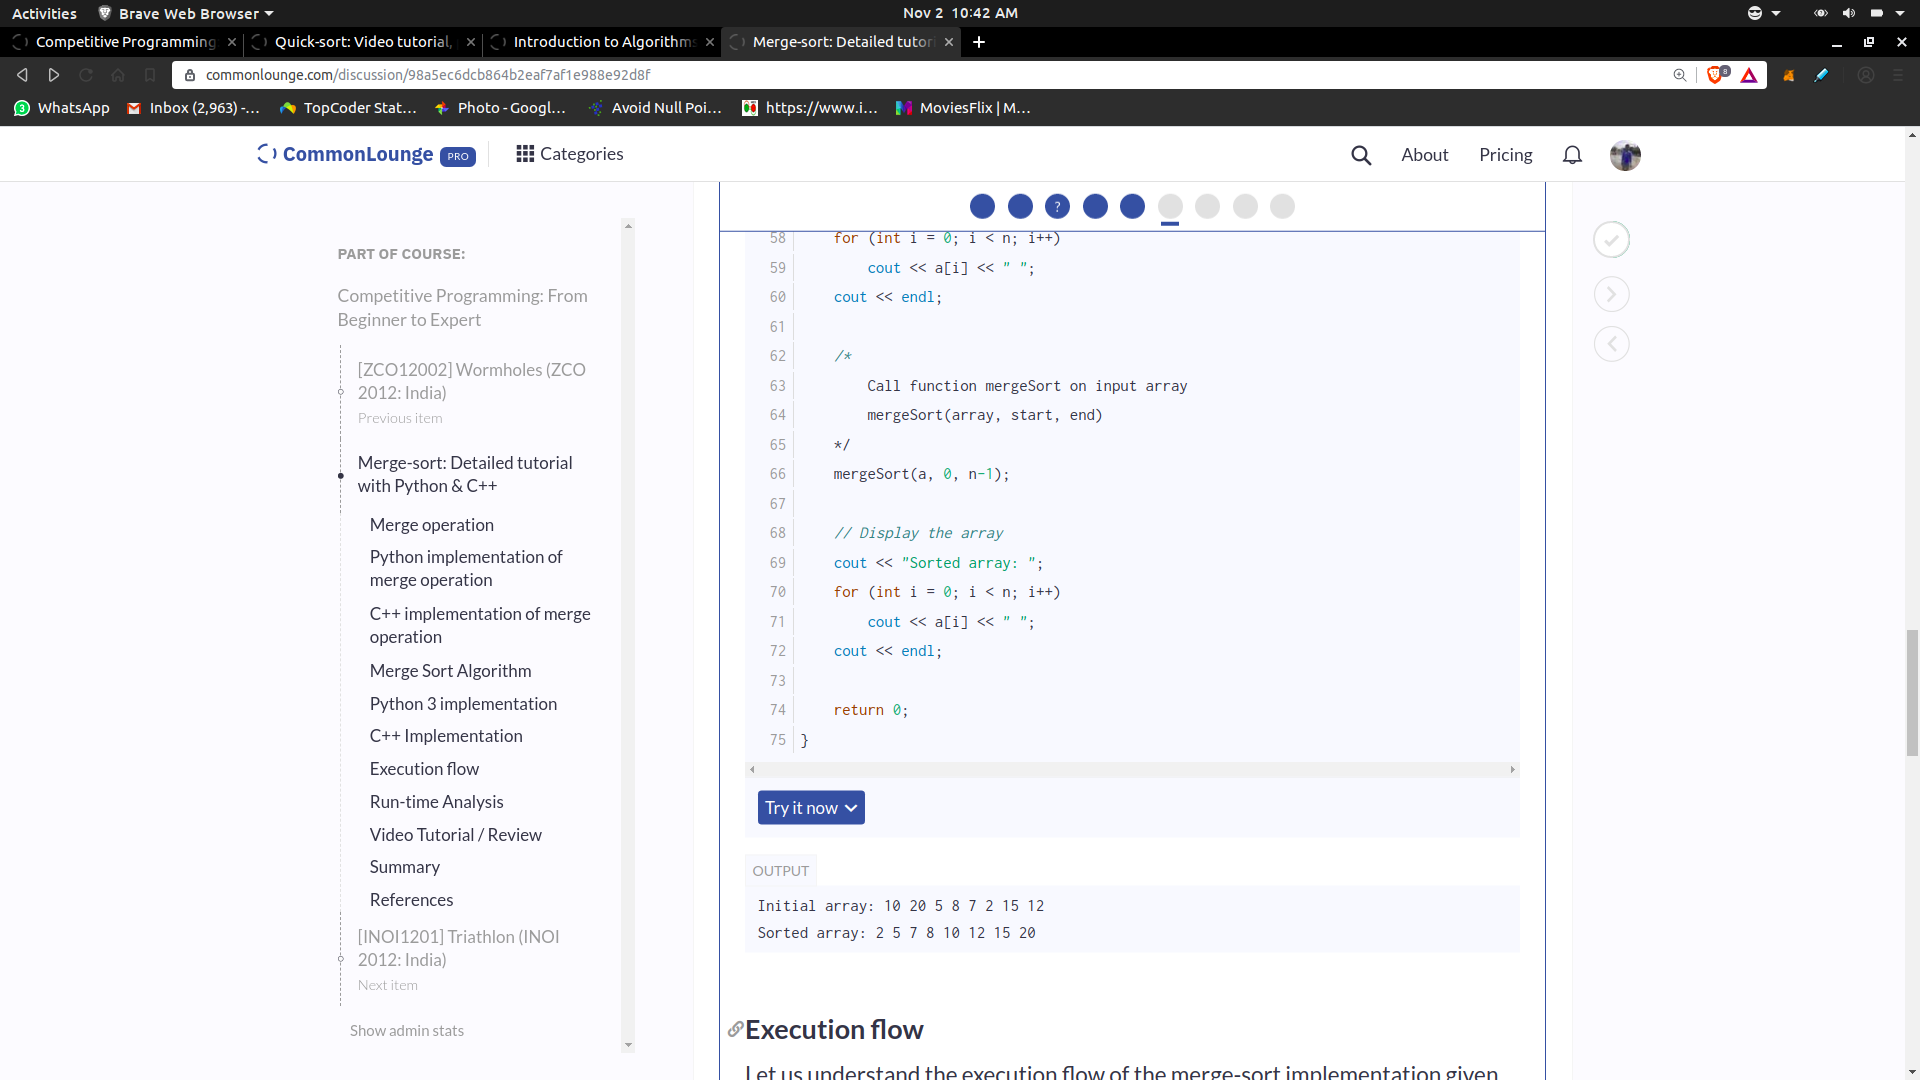 Activities
Brave Web Browser
Nov 2 10:42 AM
Competitive Programming
Quick-sort: Video tutorial,
Introduction to Algorithms
Merge-sort: Detailed tutori
commonlounge.com/discussion/98a5ec6dcb864b2eaf7af1e988e92d8f
8
3
WhatsApp
Inbox (2,963) -...
TopCoder Stat...
Photo - Googl...
Avoid Null Poi...
https://www.i...
MoviesFlix | M...
CommonLounge PRO
Categories
About
Pricing
?
PART OF COURSE:
Competitive Programming: From
Beginner to Expert
[ZCO12002] Wormholes (ZCO
2012: India)
Previous item
Merge-sort: Detailed tutorial
with Python & C++
Merge operation
Python implementation of
merge operation
C++ implementation of merge
operation
Merge Sort Algorithm
Python 3 implementation
C++ Implementation
Execution flow
Run-time Analysis
Video Tutorial / Review
Summary
References
[INOI1201] Triathlon (INOI
2012: India)
Next item
Show admin stats
58     for (int i = 0; i < n; i++)
59         cout << a[i] << " ";
60     cout << endl;
61
62     /*
63         Call function mergeSort on input array
64         mergeSort(array, start, end)
65     */
66     mergeSort(a, 0, n-1);
67
68     // Display the array
69     cout << "Sorted array: ";
70     for (int i = 0; i < n; i++)
71         cout << a[i] << " ";
72     cout << endl;
73
74     return 0;
75 }
Try it now
OUTPUT
Initial array: 10 20 5 8 7 2 15 12
Sorted array: 2 5 7 8 10 12 15 20
Execution flow
Let us understand the execution flow of the merge-sort implementation given